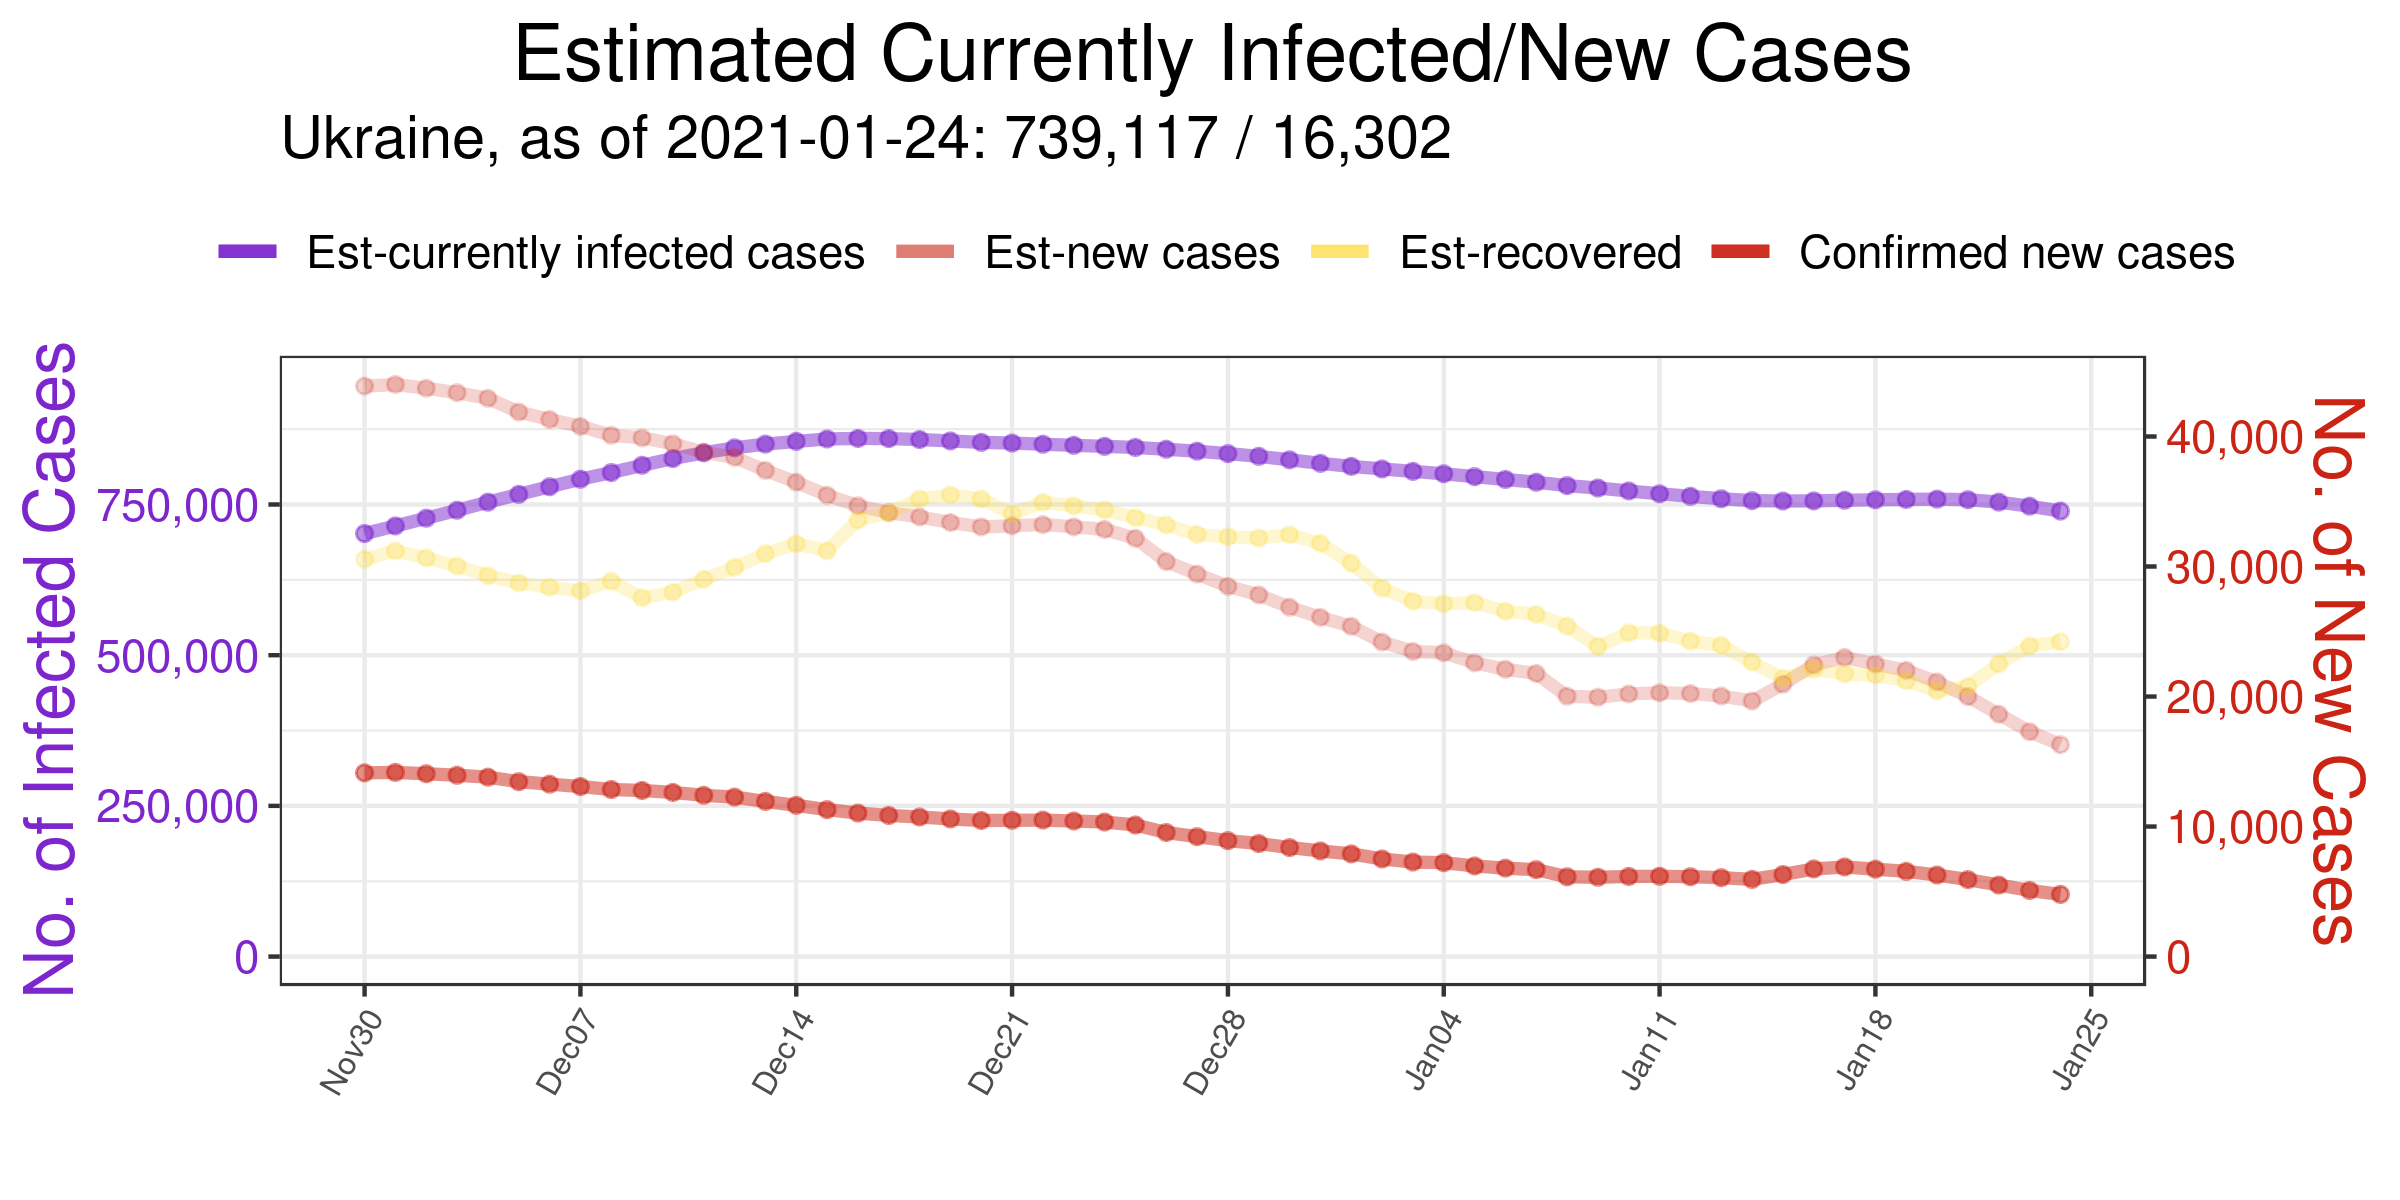 Estimated Currently Infected/New Cases
Ukraine, as of 2021-01-24: 739,117 / 16,302
Est-currently infected cases Est-new cases Est-recovered Confirmed new cases
No. of Infected Cases
750,000
500,000
250,000
0
40,000
30,000
20,000
10,000
0
No. of New Cases
Nov30 Dec07 Dec14 Dec21 Dec28 Jan04 Jan11 Jan18 Jan25